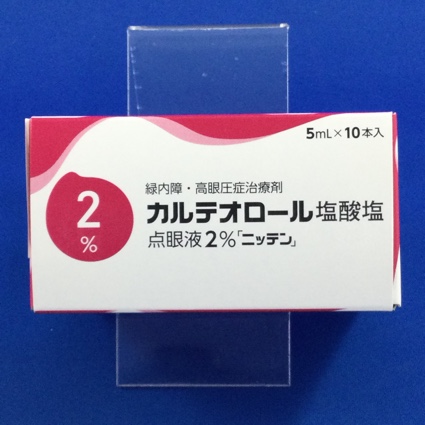 5mL×10本入
緑内障・高眼圧症治療剤
2
%
カルテオロール塩酸塩
点眼液2%「ニッテン」